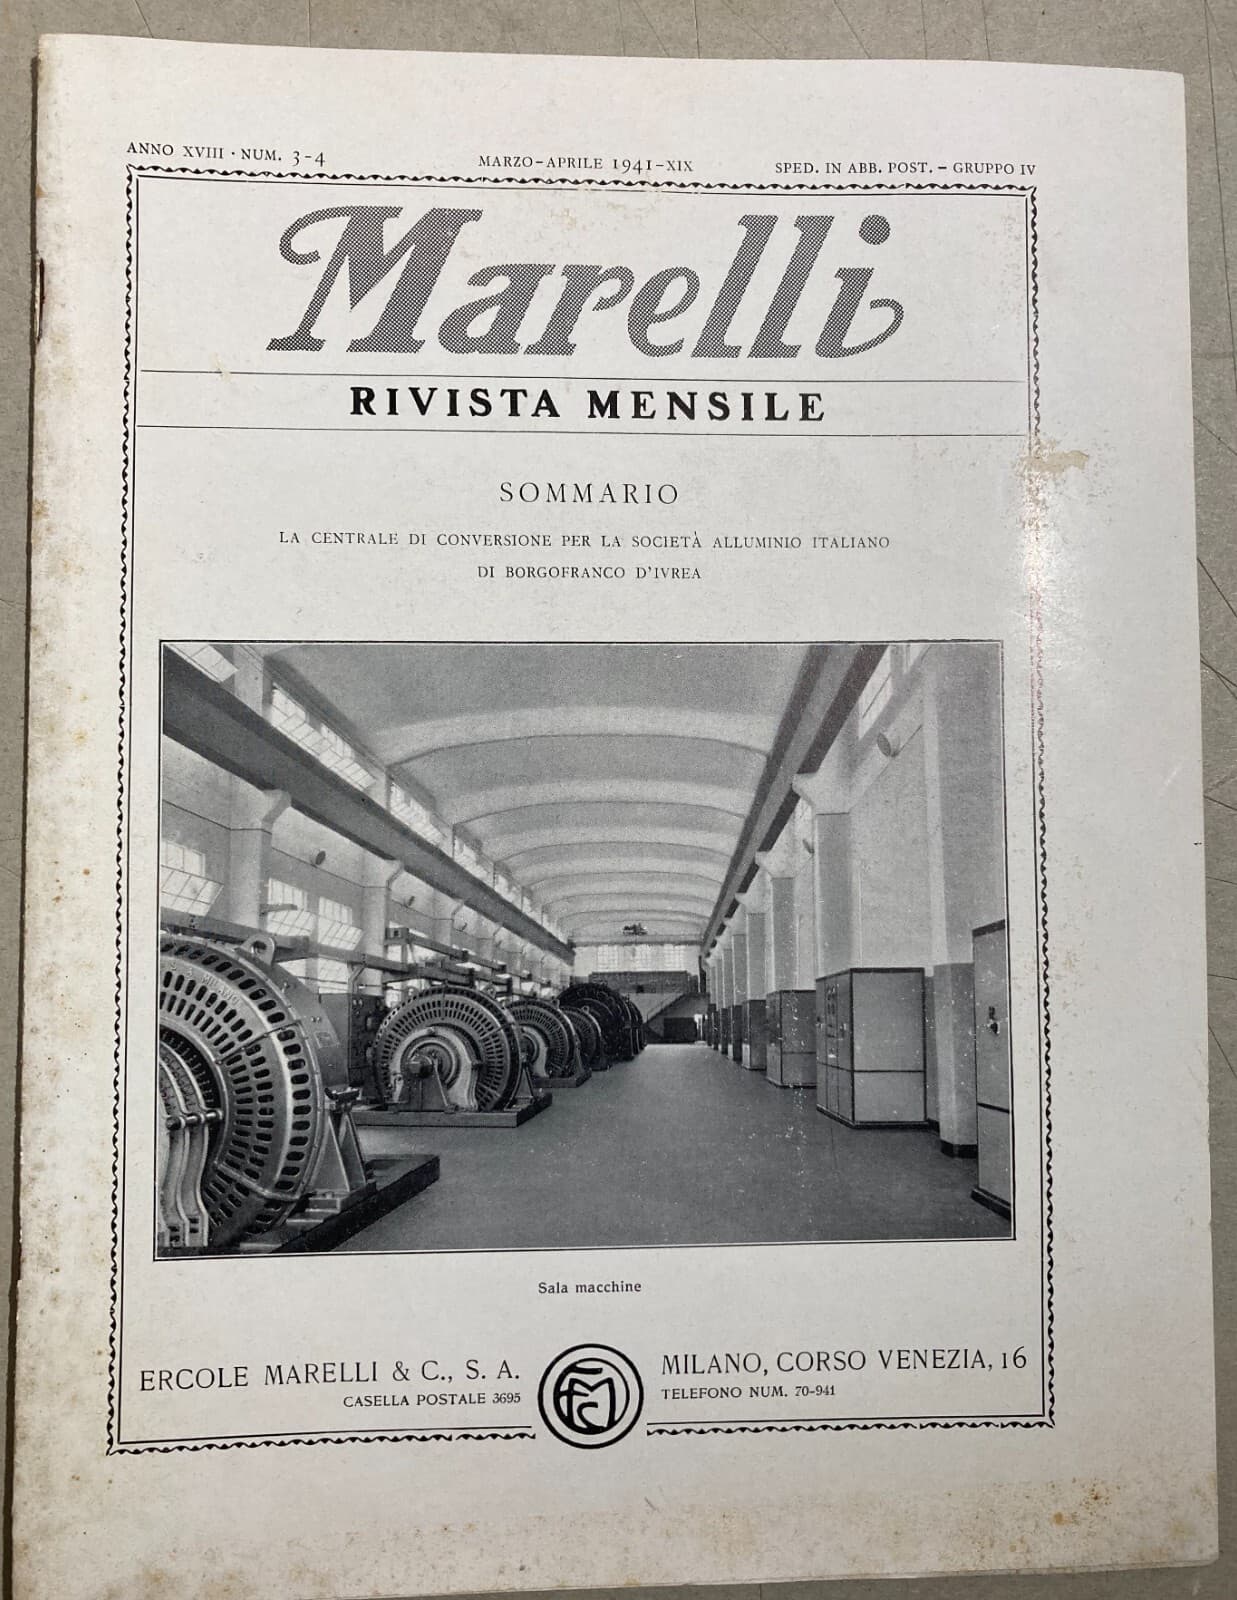 ANNO XVIII · NUM. 3-4
MARZO-APRILE 1941-XIX
SPED. IN ABB. POST. - GRUPPO IV
Marelli
RIVISTA MENSILE
SOMMARIO
LA CENTRALE DI CONVERSIONE PER LA SOCIETÀ ALLUMINIO ITALIANO
DI BORGOFRANCO D'IVREA
Sala macchine
ERCOLE MARELLI & C., S. A.
CASELLA POSTALE 3695
MILANO, CORSO VENEZIA, 16
TELEFONO NUM. 70-941